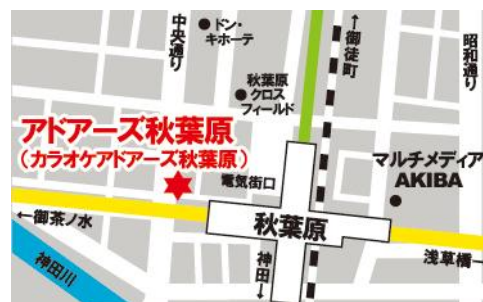 中央通り
ドン・
キホーテ
←御徒町
昭和通り
秋葉原
クロス
フィールド
アドアーズ秋葉原
(カラオケアドアーズ秋葉原)
電気街口
マルチメディア
AKIBA
←御茶ノ水
秋葉原
神田川
神田→
浅草橋→